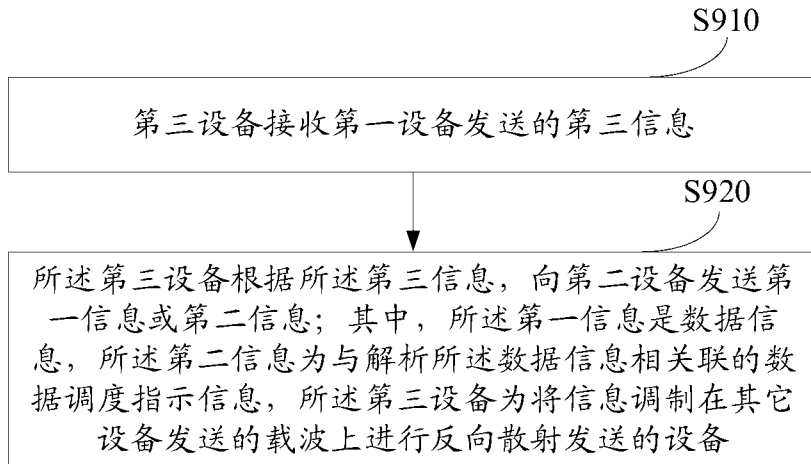 S910
第三设备接收第一设备发送的第三信息
S920
所述第三设备根据所述第三信息，向第二设备发送第
一信息或第二信息；其中，所述第一信息是数据信
息，所述第二信息为与解析所述数据信息相关联的数
据调度指示信息，所述第三设备为将信息调制在其它
设备发送的载波上进行反向散射发送的设备